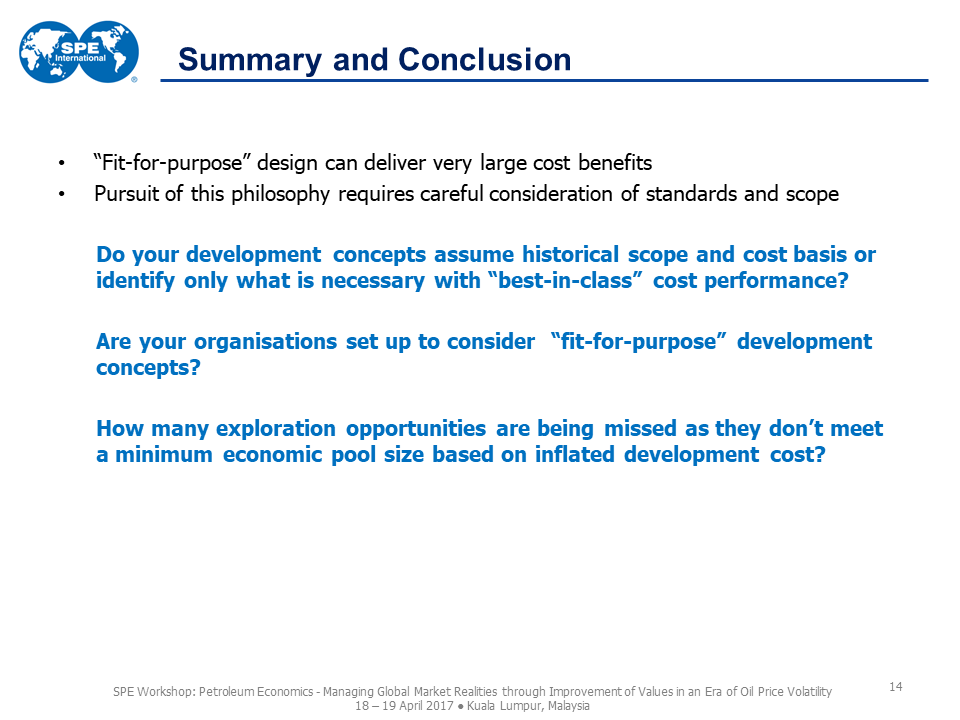 SPE
International
®
Summary and Conclusion
• “Fit-for-purpose” design can deliver very large cost benefits
• Pursuit of this philosophy requires careful consideration of standards and scope
Do your development concepts assume historical scope and cost basis or
identify only what is necessary with “best-in-class” cost performance?
Are your organisations set up to consider “fit-for-purpose” development
concepts?
How many exploration opportunities are being missed as they don’t meet
a minimum economic pool size based on inflated development cost?
SPE Workshop: Petroleum Economics - Managing Global Market Realities through Improvement of Values in an Era of Oil Price Volatility
18 – 19 April 2017 ● Kuala Lumpur, Malaysia
14